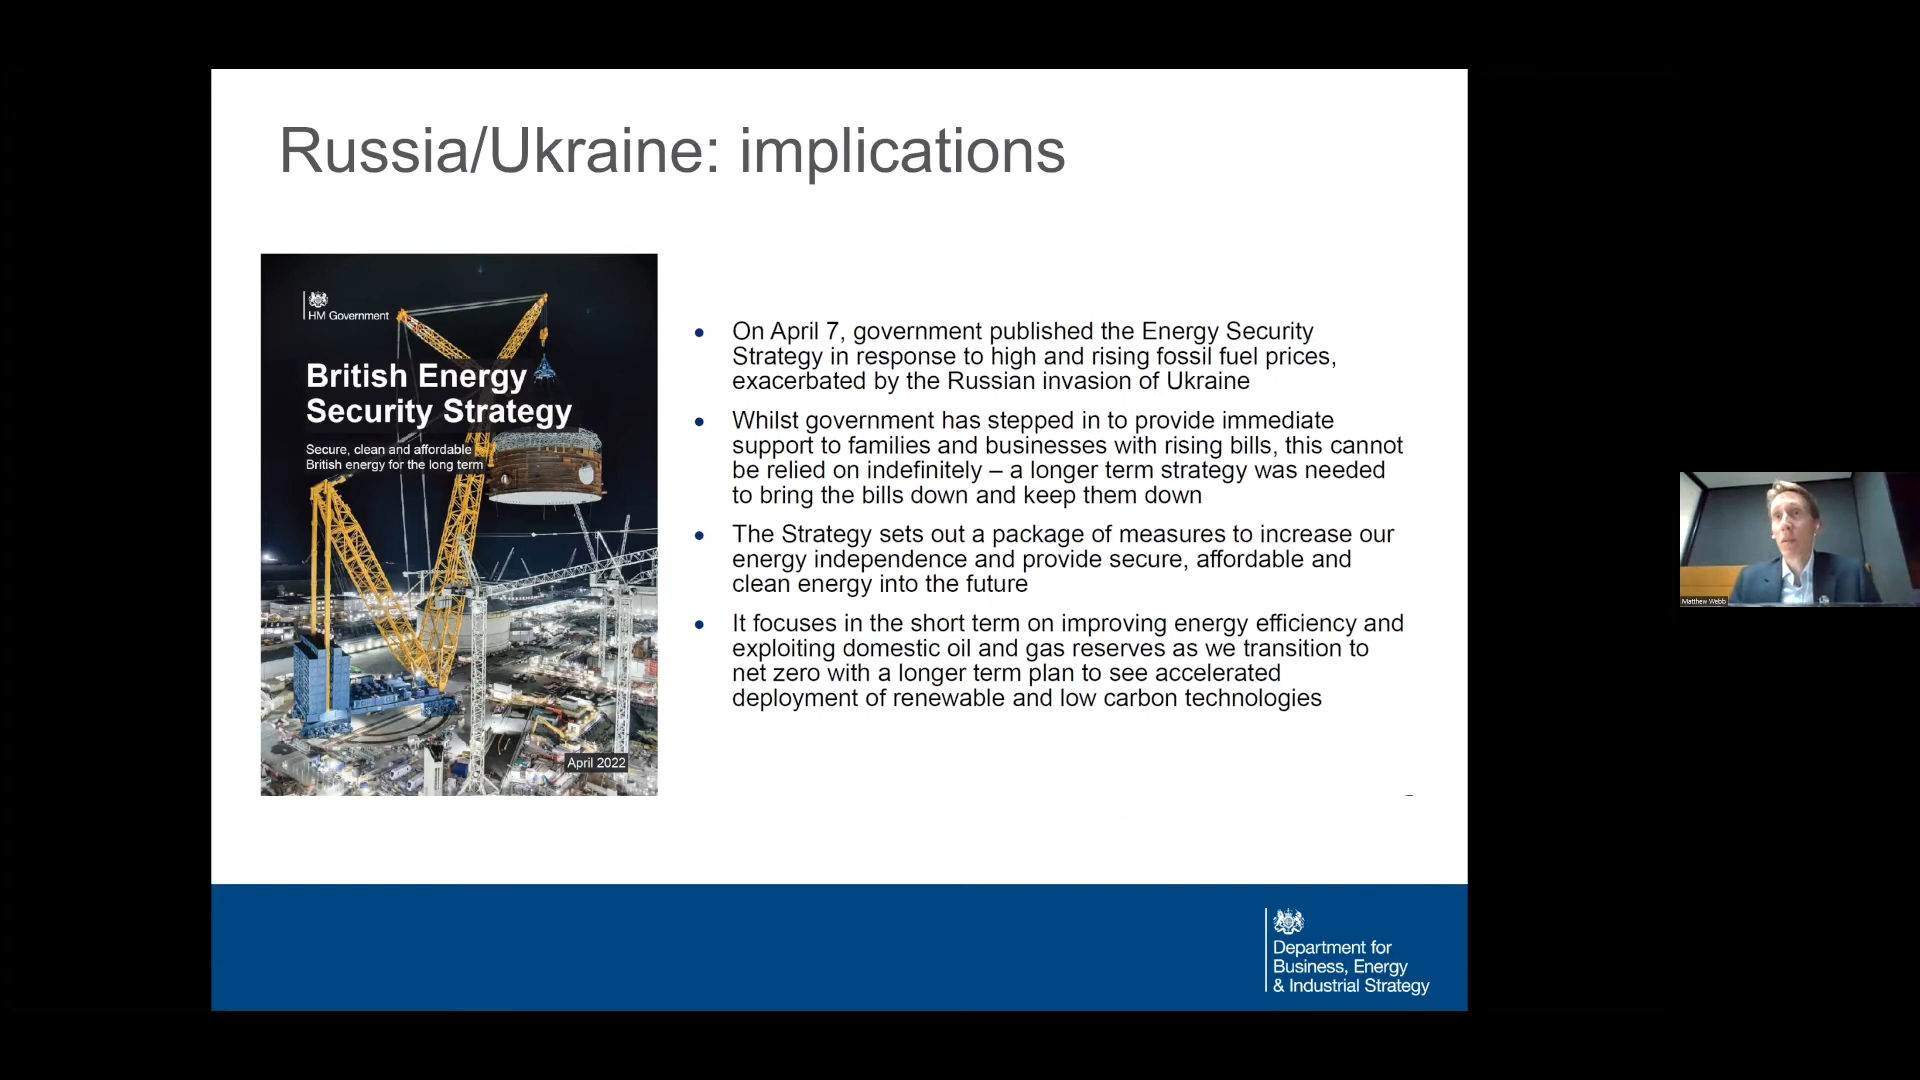 Russia/Ukraine: implications
HM Government
British Energy
Security Strategy
Secure, clean and affordable
British energy for the long term
April 2022
• On April 7, government published the Energy Security
Strategy in response to high and rising fossil fuel prices,
exacerbated by the Russian invasion of Ukraine
• Whilst government has stepped in to provide immediate
support to families and businesses with rising bills, this cannot
be relied on indefinitely – a longer term strategy was needed
to bring the bills down and keep them down
• The Strategy sets out a package of measures to increase our
energy independence and provide secure, affordable and
clean energy into the future
• It focuses in the short term on improving energy efficiency and
exploiting domestic oil and gas reserves as we transition to
net zero with a longer term plan to see accelerated
deployment of renewable and low carbon technologies
Department for
Business, Energy
& Industrial Strategy
Matthew Webb